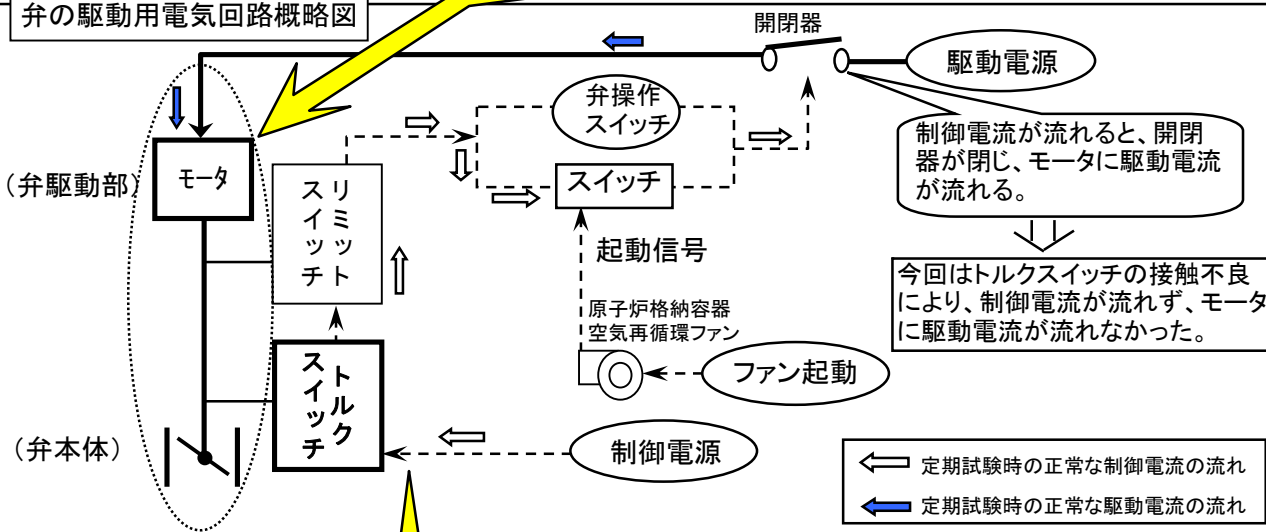 弁の駆動用電気回路概略図
開閉器
駆動電源
弁操作
スイッチ
制御電流が流れると、開閉
器が閉じ、モータに駆動電流
が流れる。
モータ
(弁駆動部)
リミット
スイッチ
スイッチ
起動信号
今回はトルクスイッチの接触不良
により、制御電流が流れず、モータ
に駆動電流が流れなかった。
原子炉格納容器
空気再循環ファン
ファン起動
トルク
スイッチ
(弁本体)
制御電源
定期試験時の正常な制御電流の流れ
定期試験時の正常な駆動電流の流れ